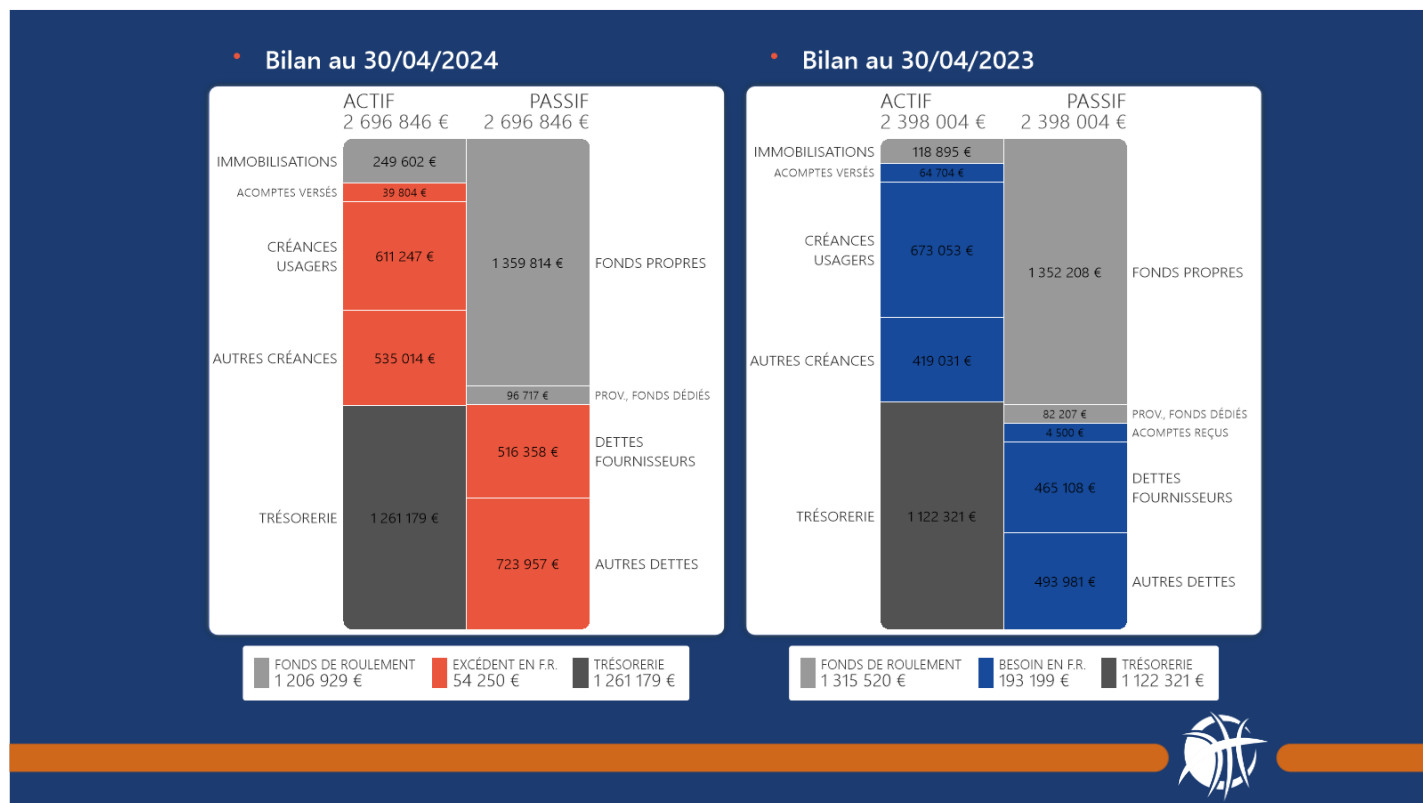 • Bilan au 30/04/2024
ACTIF PASSIF
2 696 846 € 2 696 846 €
IMMOBILISATIONS 249 602 €
ACOMPTES VERSÉS 39 804 €
CRÉANCES
USAGERS
611 247 €
1 359 814 € FONDS PROPRES
AUTRES CRÉANCES 535 014 €
96 717 € PROV., FONDS DÉDIÉS
516 358 €
DETTES
FOURNISSEURS
TRÉSORERIE 1 261 179 €
723 957 € AUTRES DETTES
FONDS DE ROULEMENT
1 206 929 €
EXCÉDENT EN F.R.
54 250 €
TRÉSORERIE
1 261 179 €
• Bilan au 30/04/2023
ACTIF PASSIF
2 398 004 € 2 398 004 €
IMMOBILISATIONS 118 895 €
ACOMPTES VERSÉS 64 704 €
CRÉANCES
USAGERS
673 053 €
1 352 208 € FONDS PROPRES
AUTRES CRÉANCES 419 031 €
82 207 € PROV., FONDS DÉDIÉS
4 500 € ACOMPTES REÇUS
465 108 €
DETTES
FOURNISSEURS
TRÉSORERIE 1 122 321 €
493 981 € AUTRES DETTES
FONDS DE ROULEMENT
1 315 520 €
BESOIN EN F.R.
193 199 €
TRÉSORERIE
1 122 321 €